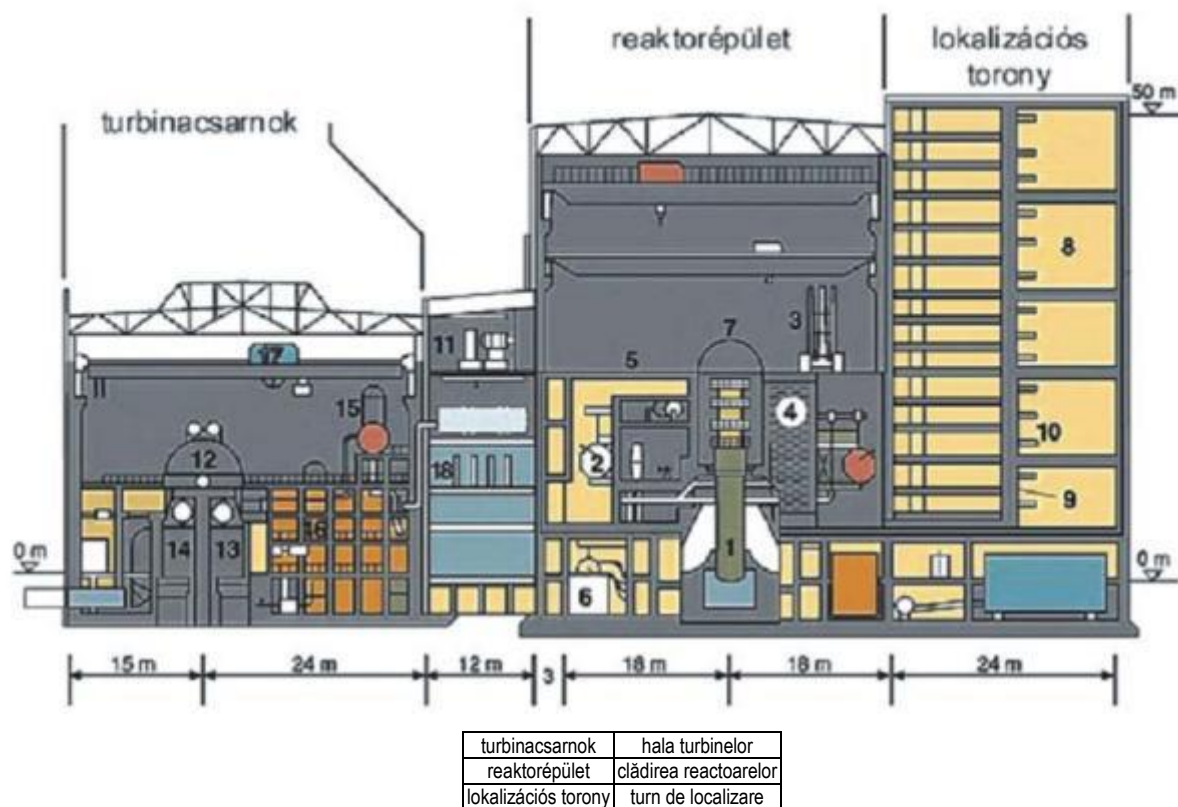 reaktorépület
lokalizációs
torony
50 m
turbinacsarnok
8
17
11
7
3
5
15
4
12
2
18
10
9
16
14
13
1
6
0 m
0 m
15 m
24 m
12 m
3
18 m
18 m
24 m
turbinacsarnok hala turbinelor
reaktorépület clădirea reactoarelor
lokalizációs torony turn de localizare